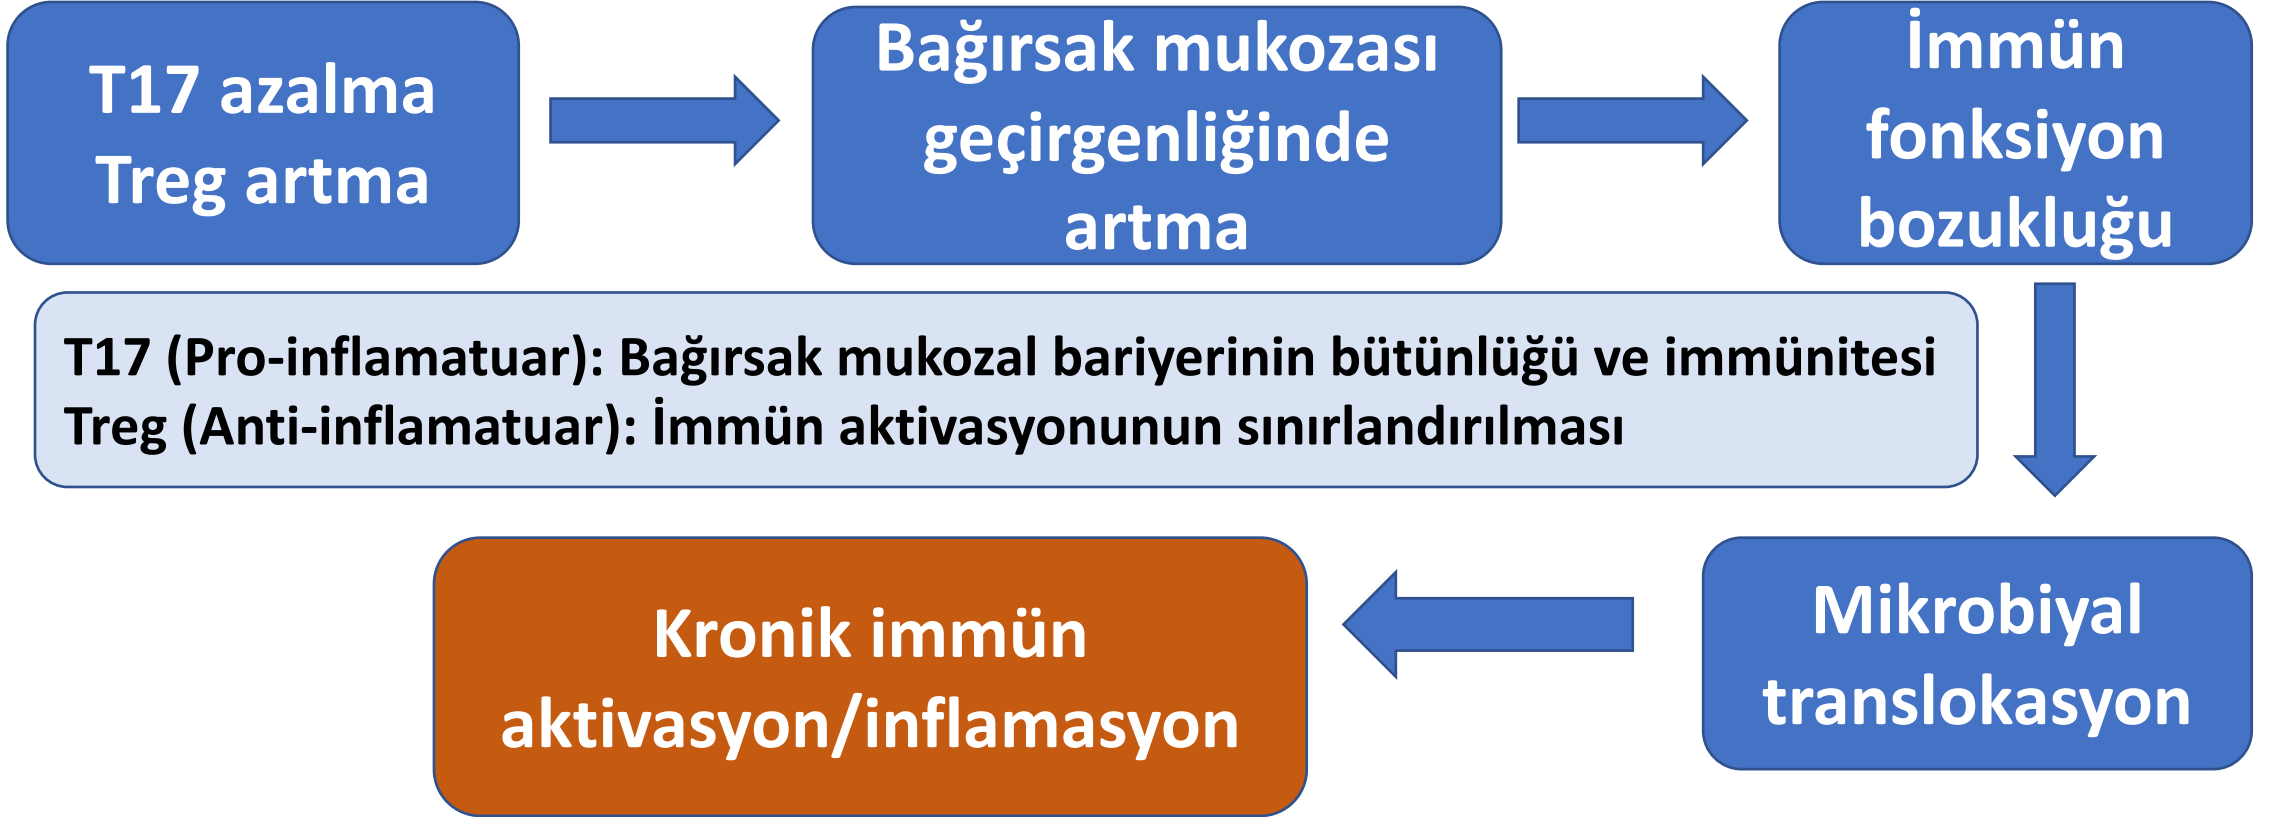 T17 azalma
Treg artma
Bağırsak mukozası
geçirgenliğinde
artma
İmmün
fonksiyon
bozukluğu
T17 (Pro-inflamatuar): Bağırsak mukozal bariyerinin bütünlüğü ve immünitesi
Treg (Anti-inflamatuar): İmmün aktivasyonunun sınırlandırılması
Mikrobiyal
translokasyon
Kronik immün
aktivasyon/inflamasyon